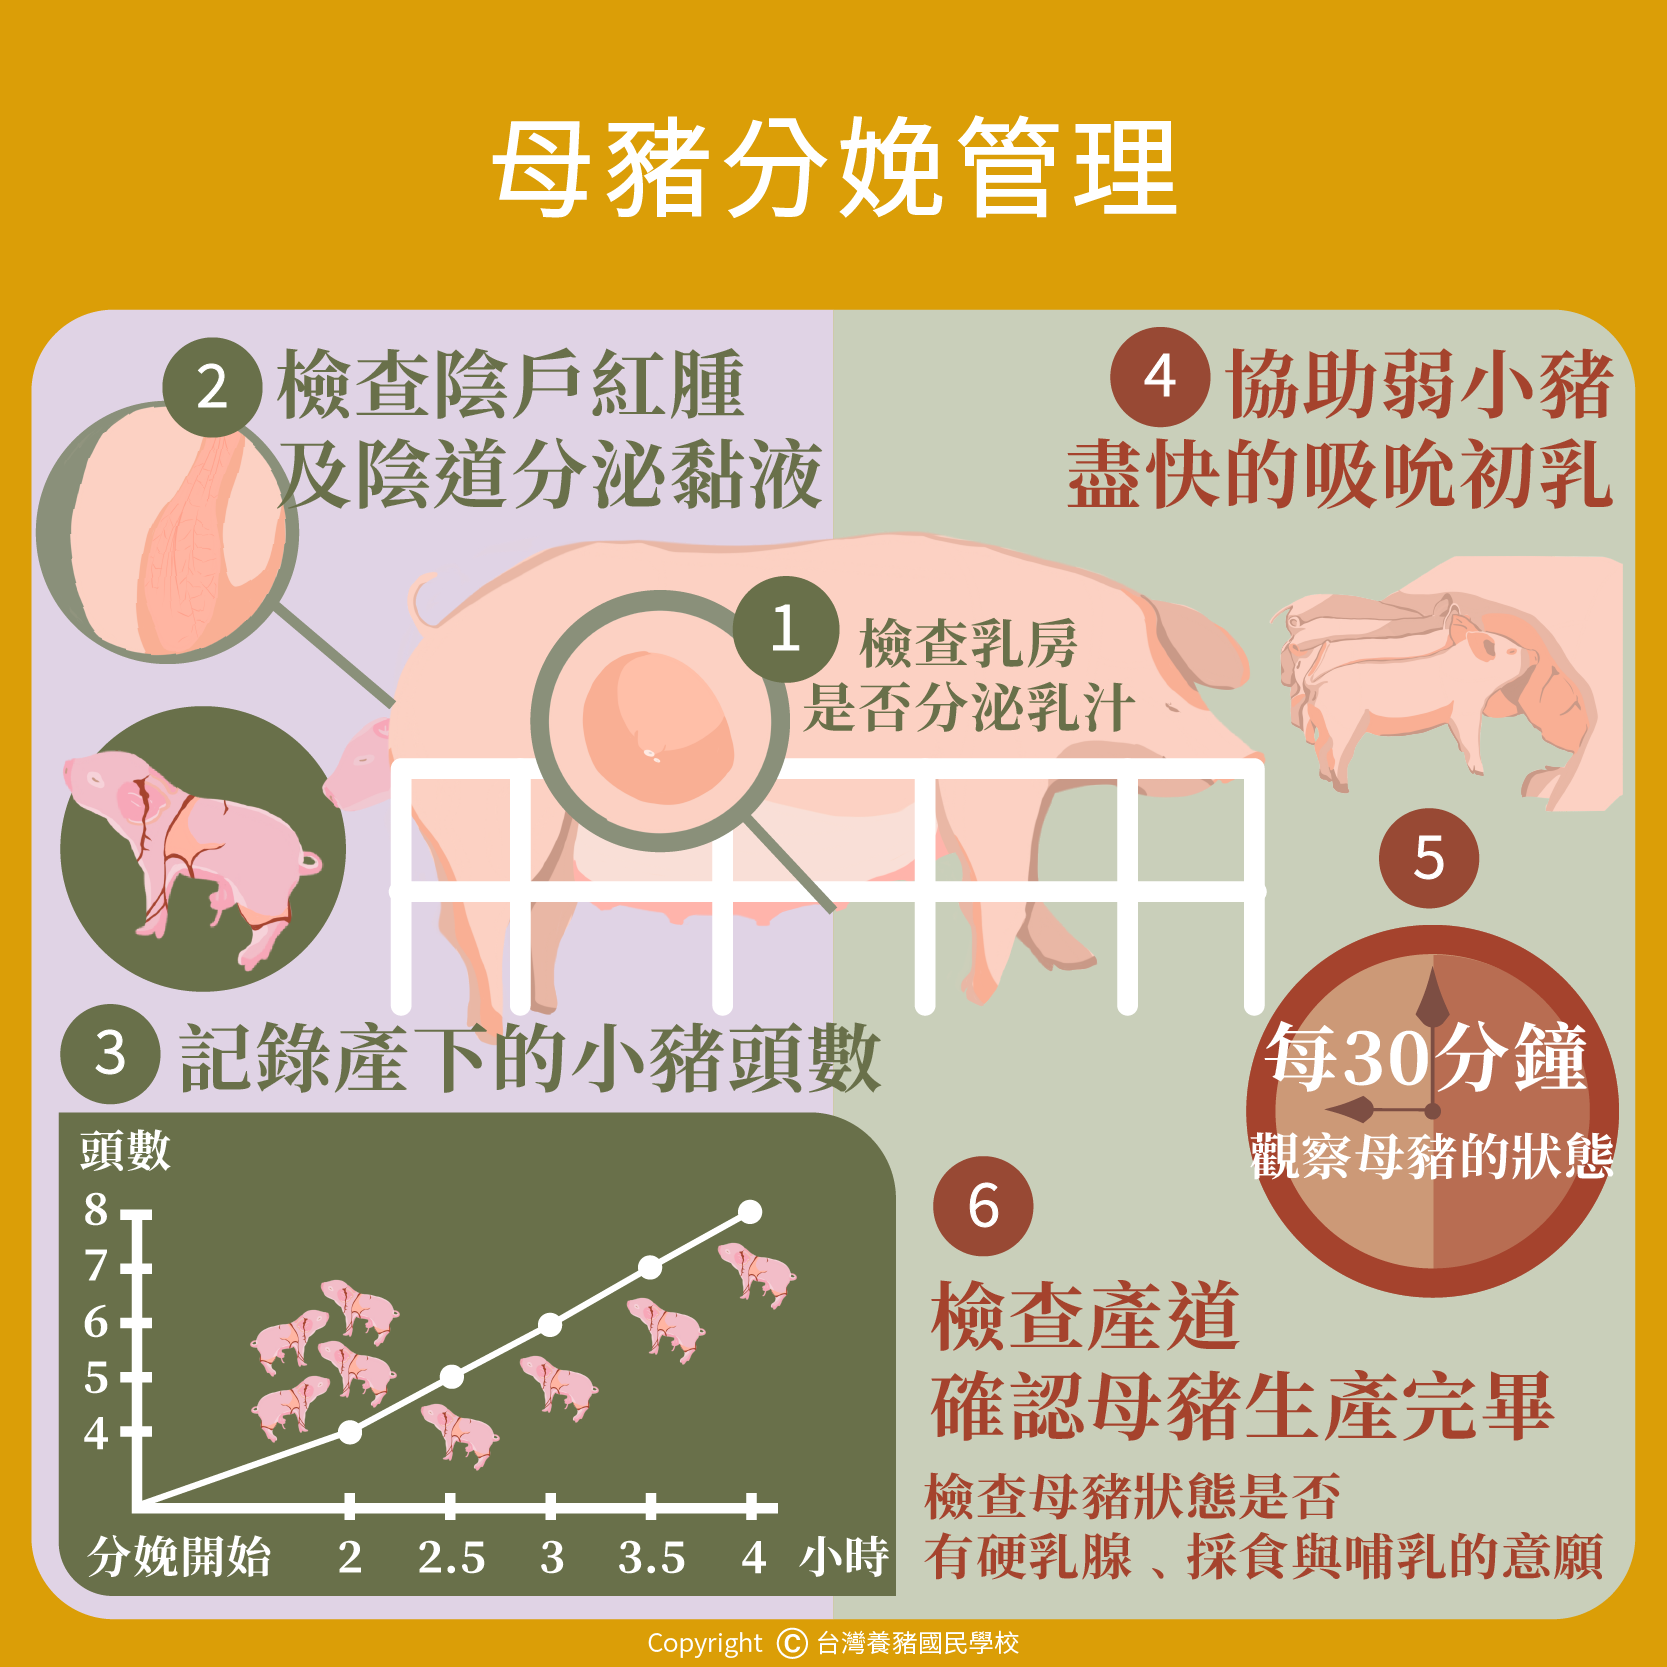 母豬分娩管理
1
檢查乳房
是否分泌乳汁
2
檢查陰戶紅腫
及陰道分泌黏液
3
記錄產下的小豬頭數
頭數
8
7
6
5
4
分娩開始 2 2.5 3 3.5 4 小時
4
協助弱小豬
盡快的吸吮初乳
5
每30分鐘
觀察母豬的狀態
6
檢查產道
確認母豬生產完畢
檢查母豬狀態是否
有硬乳腺﹑採食與哺乳的意願
Copyright © 台灣養豬國民學校